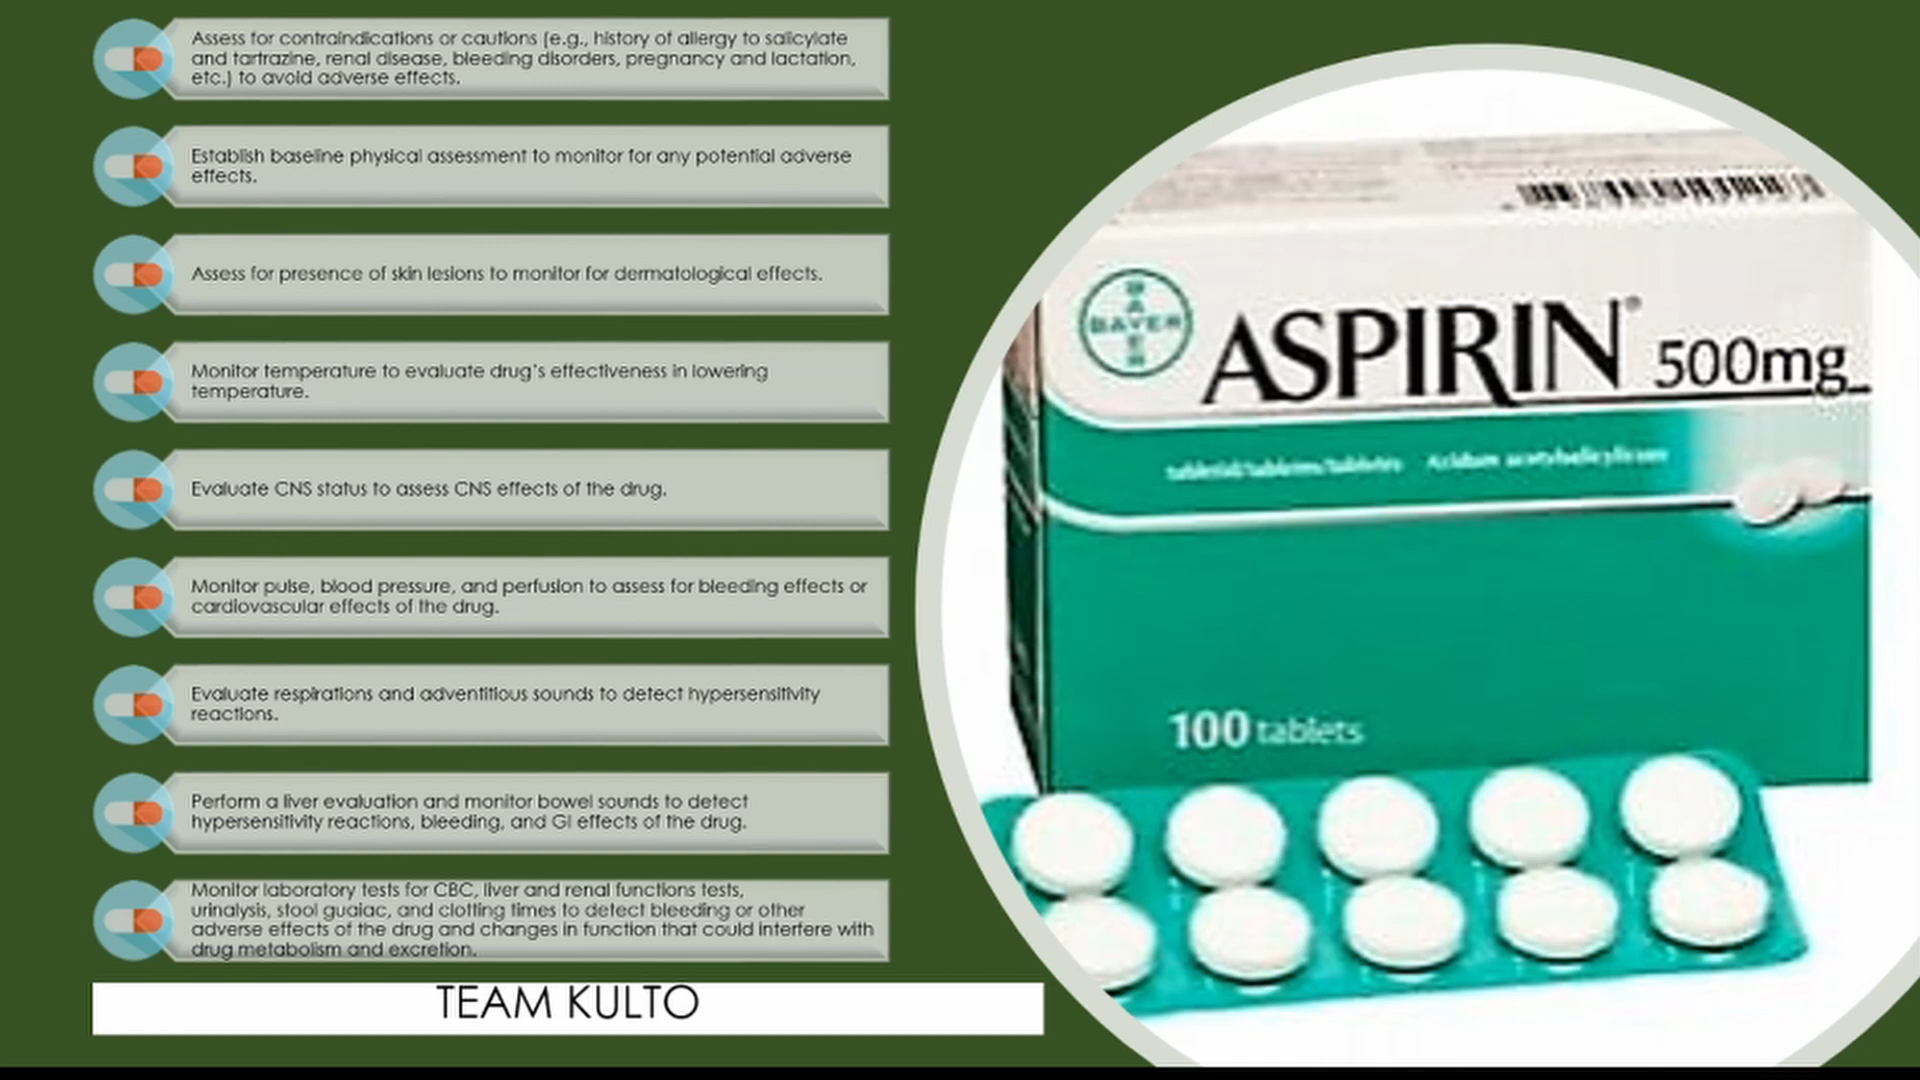 Assess for contraindications or cautions (e.g., history of allergy to salicylate
and tartrazine, renal disease, bleeding disorders, pregnancy and lactation,
etc.) to avoid adverse effects.
Establish baseline physical assessment to monitor for any potential adverse
effects.
Assess for presence of skin lesions to monitor for dermatological effects.
Monitor temperature to evaluate drug's effectiveness in lowering
temperature.
Evaluate CNS status to assess CNS effects of the drug.
Monitor pulse, blood pressure, and perfusion to assess for bleeding effects or
cardiovascular effects of the drug.
Evaluate respirations and adventitious sounds to detect hypersensitivity
reactions.
Perform a liver evaluation and monitor bowel sounds to detect
hypersensitivity reactions, bleeding, and GI effects of the drug.
Monitor laboratory tests for CBC, liver and renal functions tests,
urinalysis, stool guaiac, and clotting times to detect bleeding or other
adverse effects of the drug and changes in function that could interfere with
drug metabolism and excretion.
TEAM KULTO
BAYER
BAYER
ASPIRIN® 500mg
100 tablets